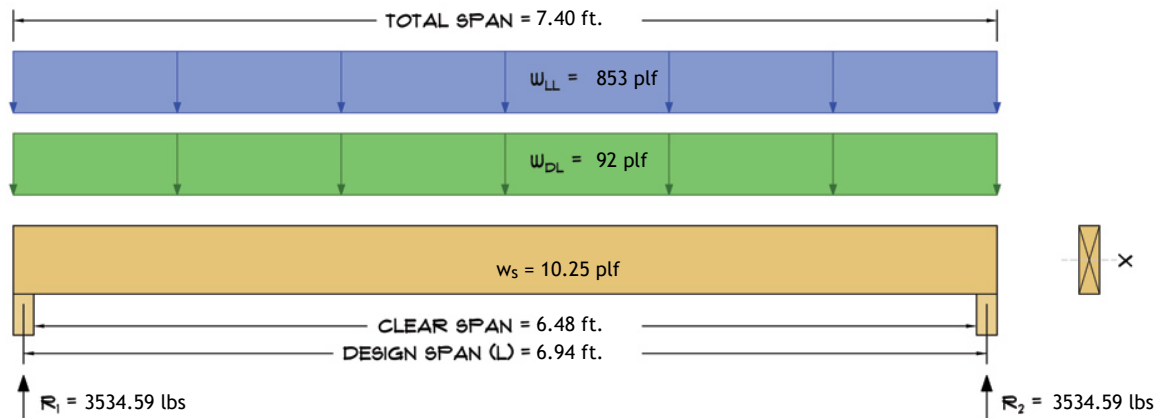 TOTAL SPAN = 7.40 ft.
WLL = 853 plf
WDL = 92 plf
ws = 10.25 plf
X
CLEAR SPAN = 6.48 ft.
DESIGN SPAN (L) = 6.94 ft.
R1 = 3534.59 lbs
R2 = 3534.59 lbs